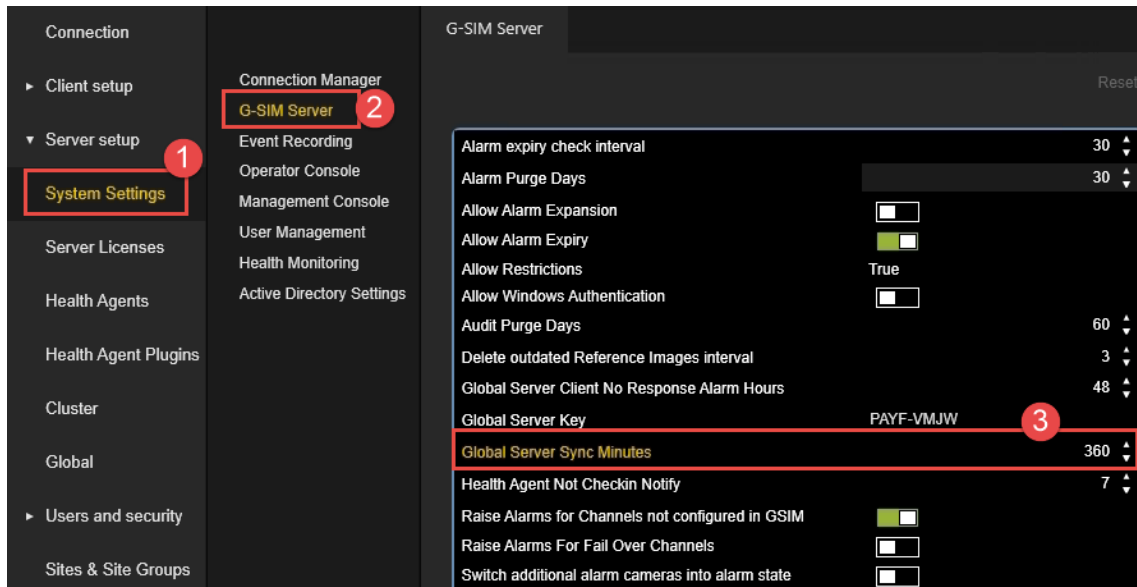 Connection
Client setup
Server setup
1
System Settings
Server Licenses
Health Agents
Health Agent Plugins
Cluster
Global
Users and security
Sites & Site Groups
Connection Manager
G-SIM Server
2
Event Recording
Operator Console
Management Console
User Management
Health Monitoring
Active Directory Settings
G-SIM Server
Reset
Alarm expiry check interval 30
Alarm Purge Days 30
Allow Alarm Expansion
Allow Alarm Expiry
Allow Restrictions True
Allow Windows Authentication
Audit Purge Days 60
Delete outdated Reference Images interval 3
Global Server Client No Response Alarm Hours 48
Global Server Key PAYF-VMJW
3
Global Server Sync Minutes 360
Health Agent Not Checkin Notify 7
Raise Alarms for Channels not configured in GSIM
Raise Alarms For Fail Over Channels
Switch additional alarm cameras into alarm state